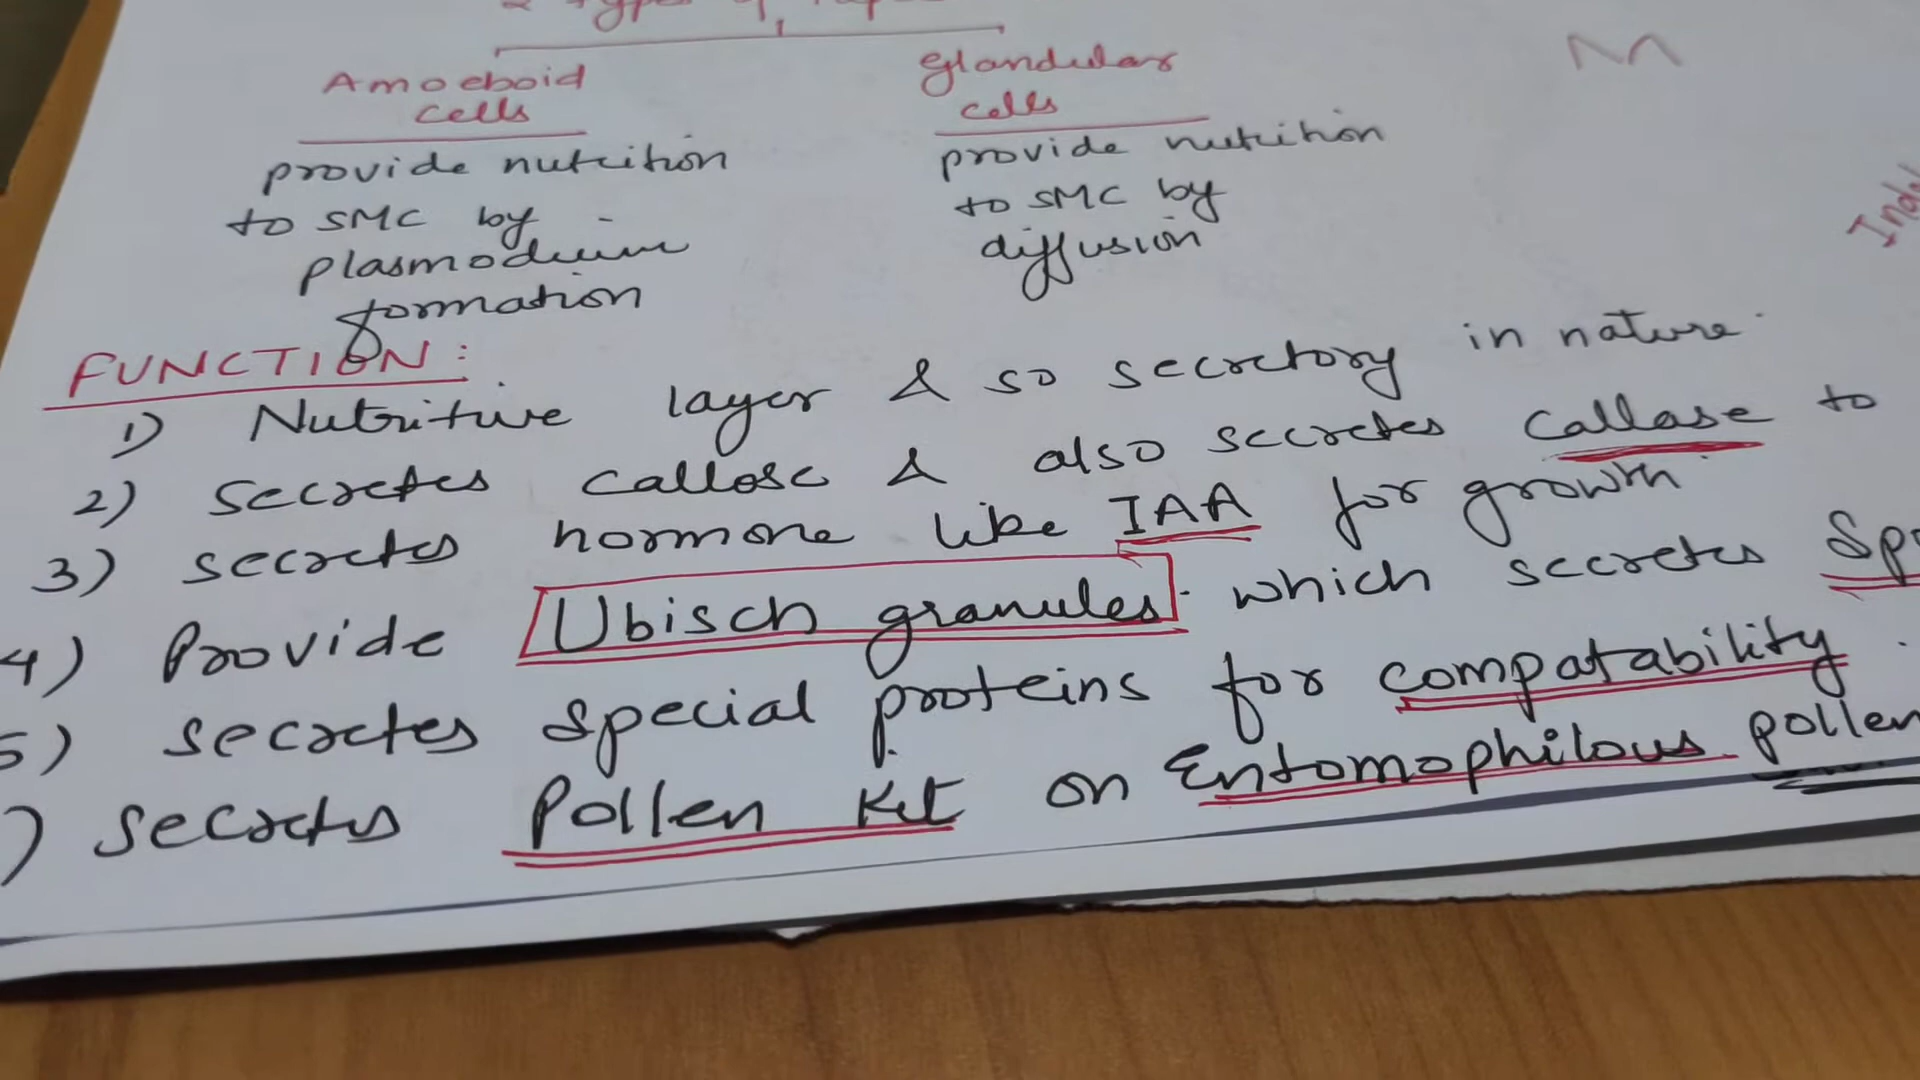 types of
Amoeboid
cells
provide nutrition
to SMC by
plasmodium
formation
Glandular
cells
provide nutrition
to SMC by
diffusion
FUNCTION:
1) Nutritive layer & so secretory in nature.
2) Secretes callose & also secretes callase to
3) secretes hormone like IAA for growth.
4) Provide Ubisch granules which secretes Sp
5) secretes special proteins for compatability.
) secretes Pollen Kit on Entomophilous pollen